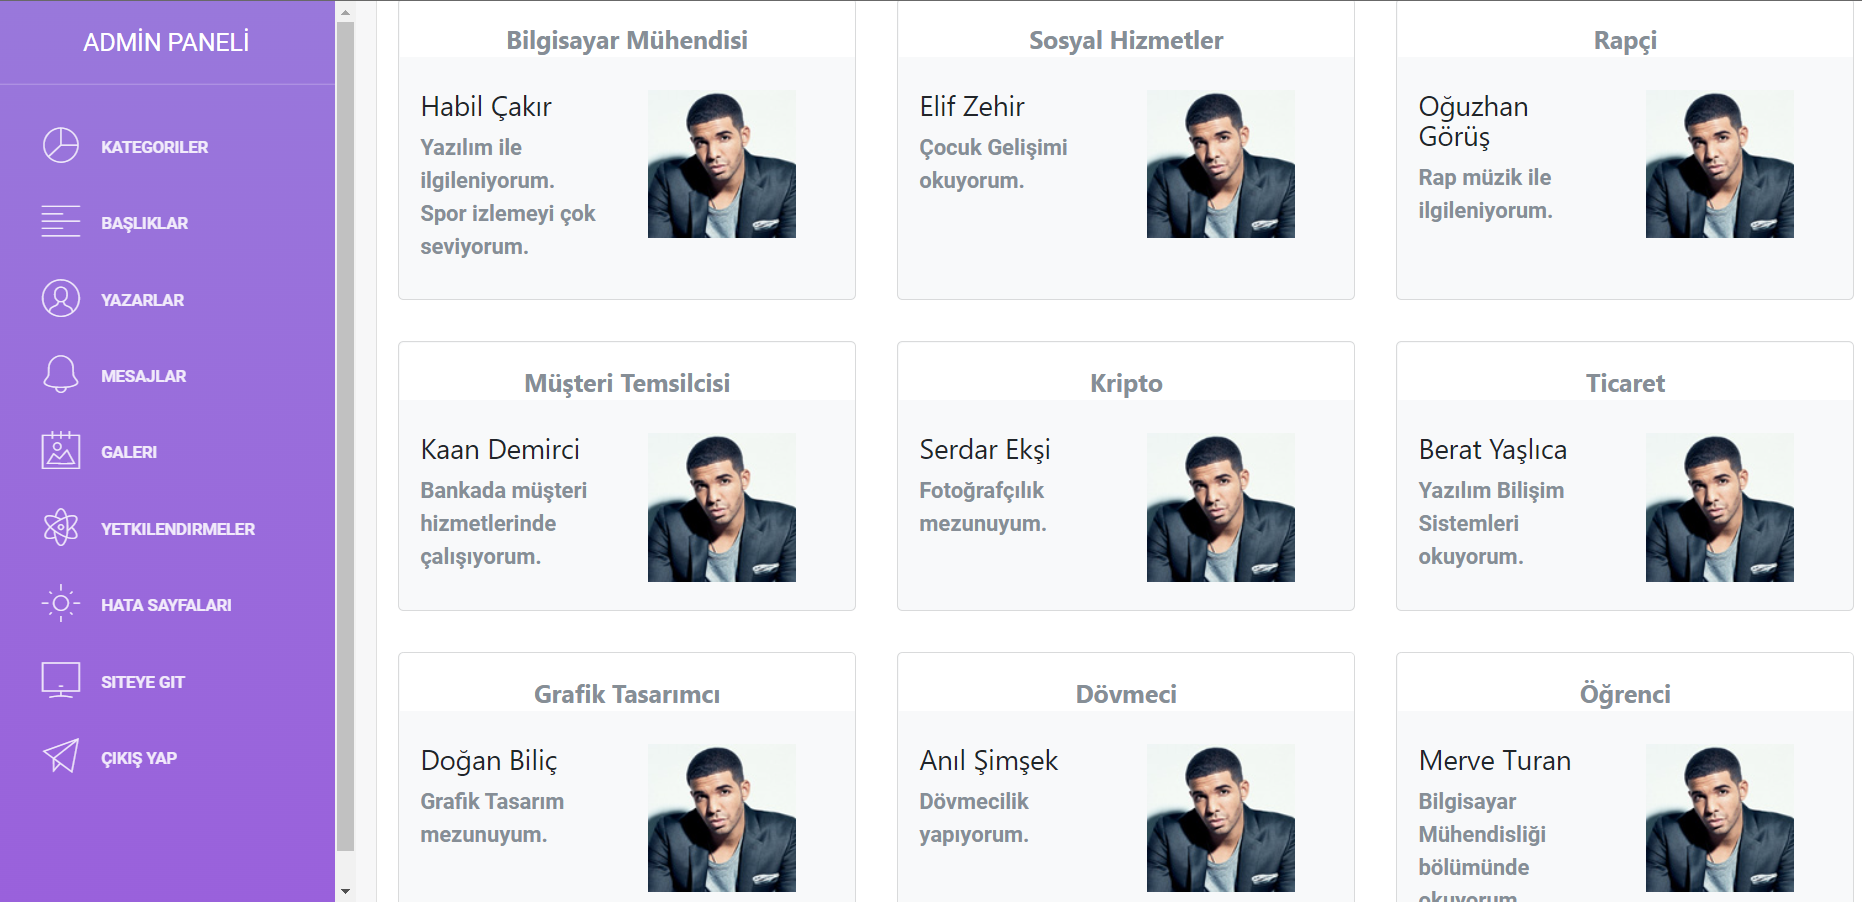 ADMİN PANELİ
KATEGORILER
BAŞLIKLAR
YAZARLAR
MESAJLAR
GALERI
YETKILENDIRMELER
HATA SAYFALARI
SITEYE GIT
ÇIKIŞ YAP
Bilgisayar Mühendisi
Habil Çakır
Yazılım ile
ilgileniyorum.
Spor izlemeyi çok
seviyorum.
Sosyal Hizmetler
Elif Zehir
Çocuk Gelişimi
okuyorum.
Rapçi
Oğuzhan
Görüş
Rap müzik ile
ilgileniyorum.
Müşteri Temsilcisi
Kaan Demirci
Bankada müşteri
hizmetlerinde
çalışıyorum.
Kripto
Serdar Ekşi
Fotoğrafçılık
mezunuyum.
Ticaret
Berat Yaşlıca
Yazılım Bilişim
Sistemleri
okuyorum.
Grafik Tasarımcı
Doğan Biliç
Grafik Tasarım
mezunuyum.
Dövmeci
Anıl Şimşek
Dövmecilik
yapıyorum.
Öğrenci
Merve Turan
Bilgisayar
Mühendisliği
bölümünde
okuyorum